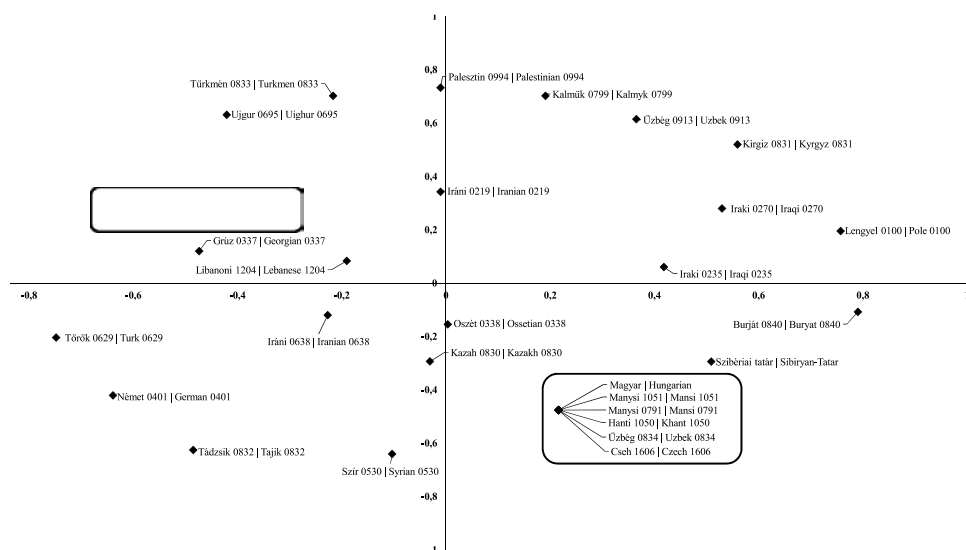 1
0,8
Palesztin 0994 | Palestinian 0994
Türkmén 0833 | Turkmen 0833
Kalmük 0799 | Kalmyk 0799
Ujgur 0695 | Uighur 0695
0,6
Űzbég 0913 | Uzbek 0913
Kirgiz 0831 | Kyrgyz 0831
0,4
Iráni 0219 | Iranian 0219
Iraki 0270 | Iraqi 0270
0,2
Lengyel 0100 | Pole 0100
Grúz 0337 | Georgian 0337
Libanoni 1204 | Lebanese 1204
Iraki 0235 | Iraqi 0235
0
-0,8 -0,6 -0,4 -0,2 0 0,2 0,4 0,6 0,8 1
Oszét 0338 | Ossetian 0338
Burját 0840 | Buryat 0840
-0,2
Török 0629 | Turk 0629
Iráni 0638 | Iranian 0638
Kazah 0830 | Kazakh 0830
Szibériai tatár | Sibiryan-Tatar
-0,4
Magyar | Hungarian
Manysi 1051 | Mansi 1051
Német 0401 | German 0401
Manysi 0791 | Mansi 0791
Hanti 1050 | Khant 1050
Űzbég 0834 | Uzbek 0834
Cseh 1606 | Czech 1606
-0,6
Tádzsik 0832 | Tajik 0832
Szír 0530 | Syrian 0530
-0,8
-1